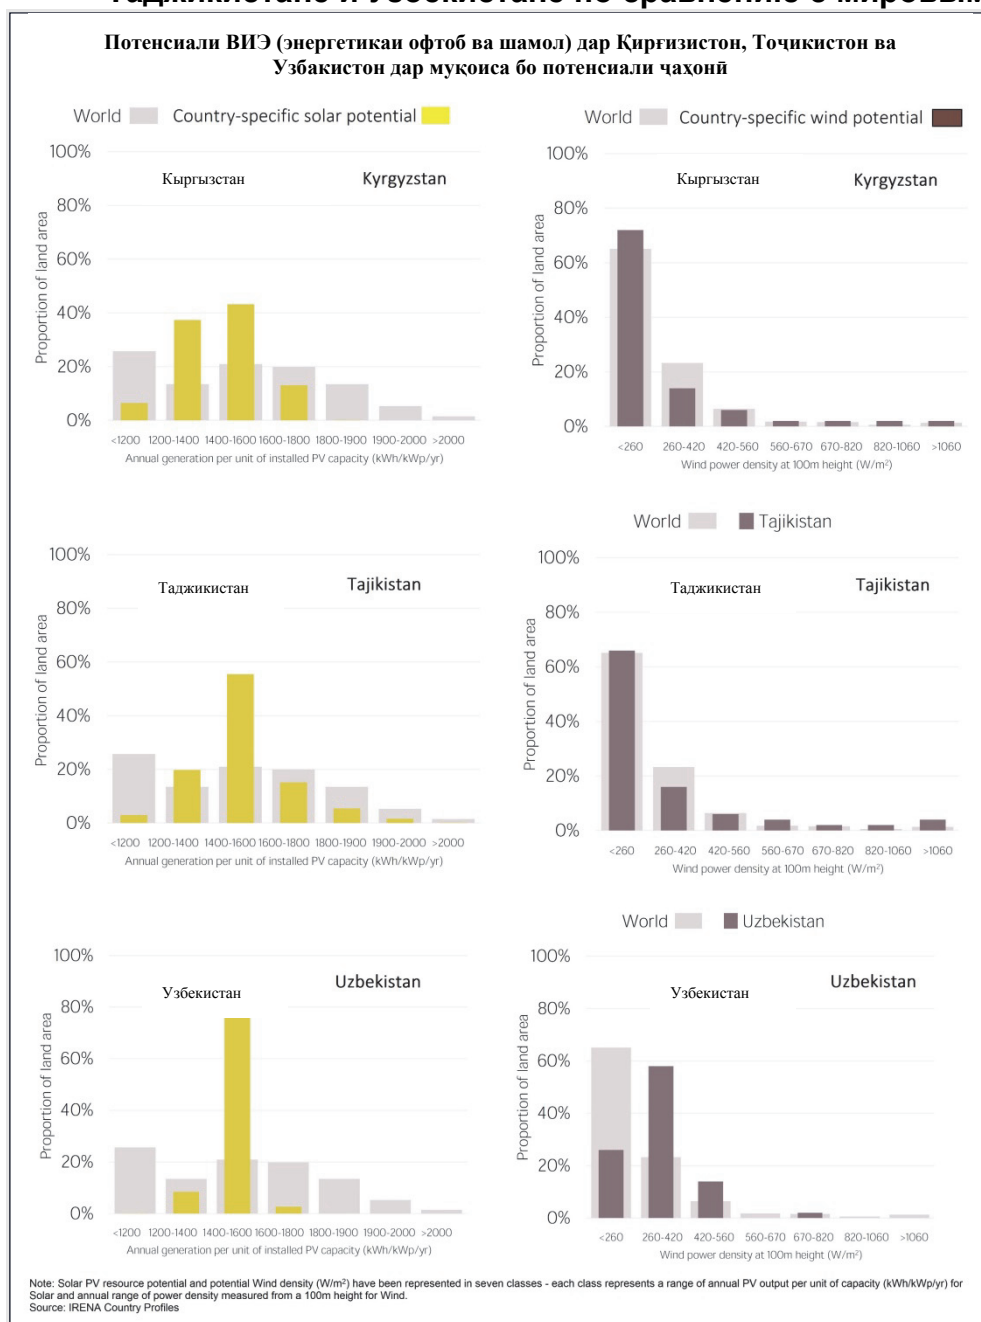 Таджикистане и Узбекистане по сравнению с мировым
Потенсиали ВИЭ (энергетикаи офтоб ва шамол) дар Қирғизистон, Тоҷикистон ва
Узбакистон дар муқоиса бо потенсиали ҷаҳонӣ
World Country-specific solar potential
100%
80%
60%
40%
20%
0%
Proportion of land area
Кыргызстан Kyrgyzstan
<1200 1200-1400 1400-1600 1600-1800 1800-1900 1900-2000 >2000
Annual generation per unit of installed PV capacity (kWh/kWp/yr)
World Country-specific wind potential
100%
80%
60%
40%
20%
0%
Proportion of land area
Кыргызстан Kyrgyzstan
<260 260-420 420-560 560-670 670-820 820-1060 >1060
Wind power density at 100m height (W/m²)
100%
80%
60%
40%
20%
0%
Proportion of land area
Таджикистан Tajikistan
<1200 1200-1400 1400-1600 1600-1800 1800-1900 1900-2000 >2000
Annual generation per unit of installed PV capacity (kWh/kWp/yr)
World Tajikistan
100%
80%
60%
40%
20%
0%
Proportion of land area
Таджикистан Tajikistan
<260 260-420 420-560 560-670 670-820 820-1060 >1060
Wind power density at 100m height (W/m²)
100%
80%
60%
40%
20%
0%
Proportion of land area
Узбекистан Uzbekistan
<1200 1200-1400 1400-1600 1600-1800 1800-1900 1900-2000 >2000
Annual generation per unit of installed PV capacity (kWh/kWp/yr)
World Uzbekistan
100%
80%
60%
40%
20%
0%
Proportion of land area
Узбекистан Uzbekistan
<260 260-420 420-560 560-670 670-820 820-1060 >1060
Wind power density at 100m height (W/m²)
Note: Solar PV resource potential and potential Wind density (W/m²) have been represented in seven classes - each class represents a range of annual PV output per unit of capacity (kWh/kWp/yr) for
Solar and annual range of power density measured from a 100m height for Wind.
Source: IRENA Country Profiles